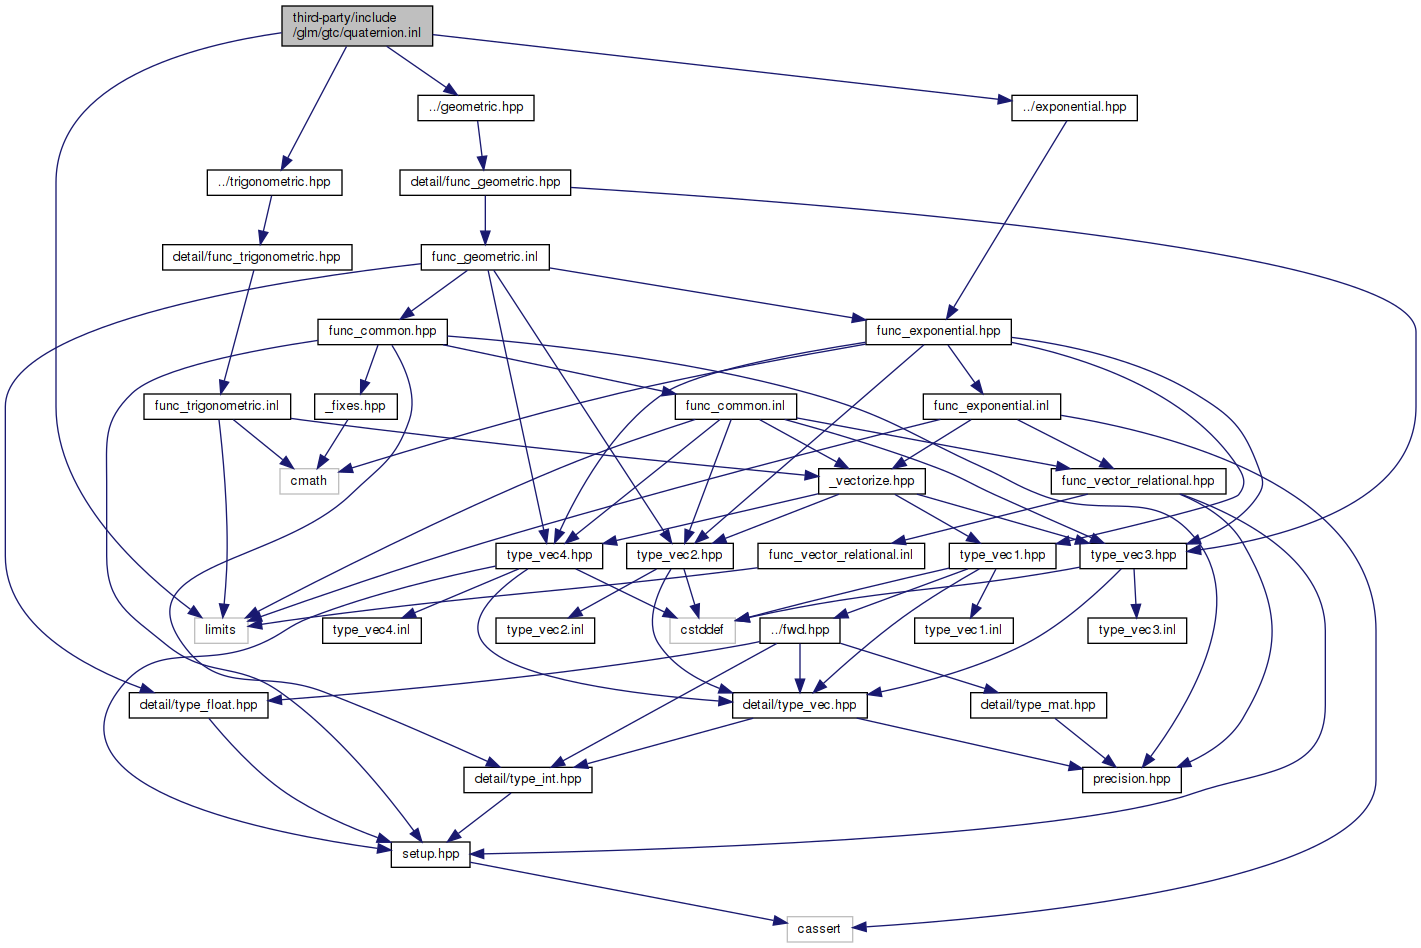 third-party/include
/glm/gtc/quaternion.inl
../geometric.hpp
../exponential.hpp
../trigonometric.hpp
detail/func_geometric.hpp
detail/func_trigonometric.hpp
func_geometric.inl
func_common.hpp
func_exponential.hpp
func_trigonometric.inl
_fixes.hpp
func_common.inl
func_exponential.inl
cmath
_vectorize.hpp
func_vector_relational.hpp
type_vec4.hpp
type_vec2.hpp
func_vector_relational.inl
type_vec1.hpp
type_vec3.hpp
limits
type_vec4.inl
type_vec2.inl
cstddef
../fwd.hpp
type_vec1.inl
type_vec3.inl
detail/type_float.hpp
detail/type_vec.hpp
detail/type_mat.hpp
detail/type_int.hpp
precision.hpp
setup.hpp
cassert